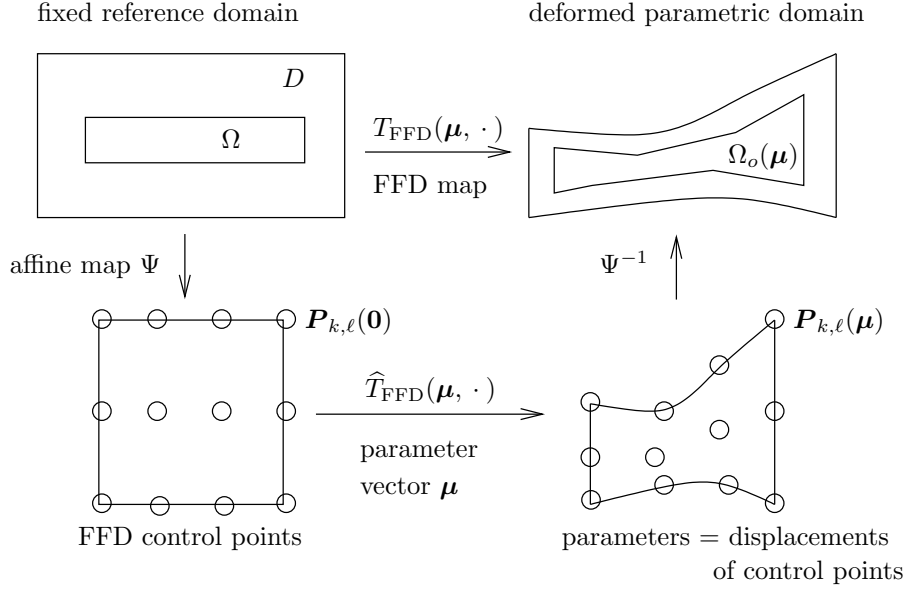 fixed reference domain
deformed parametric domain
D
Ω
T_FFD(μ, ·)
FFD map
Ω_o(μ)
affine map Ψ
Ψ⁻¹
P_{k,ℓ}(0)
P_{k,ℓ}(μ)
T̂_FFD(μ, ·)
parameter
vector μ
FFD control points
parameters = displacements
of control points